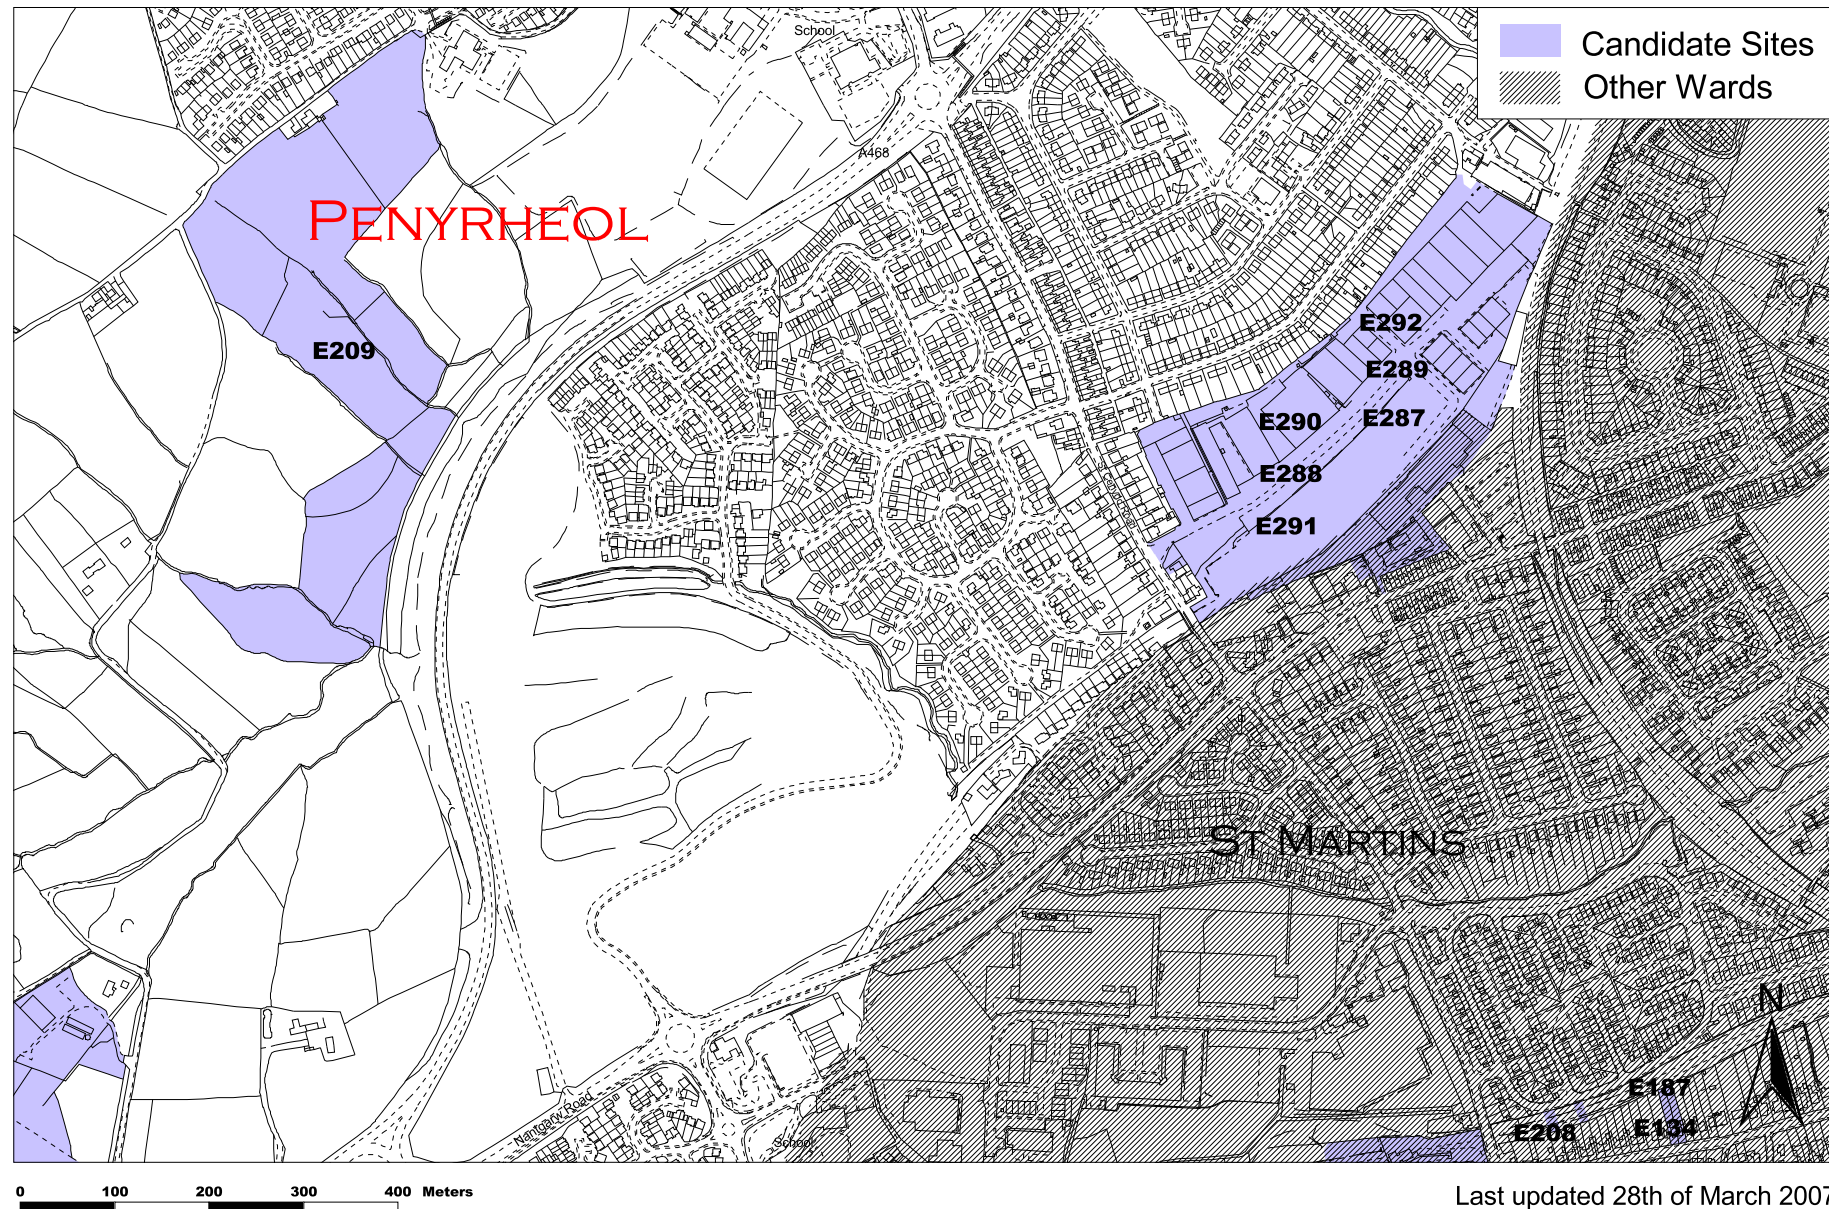 School
Candidate Sites
Other Wards
A468
PENYRHEOL
E209
E292
E289
E290
E287
E288
E291
ST MARTINS
N
Nantgarw Road
School
E187
E208
E134
0 100 200 300 400 Meters
Last updated 28th of March 2007